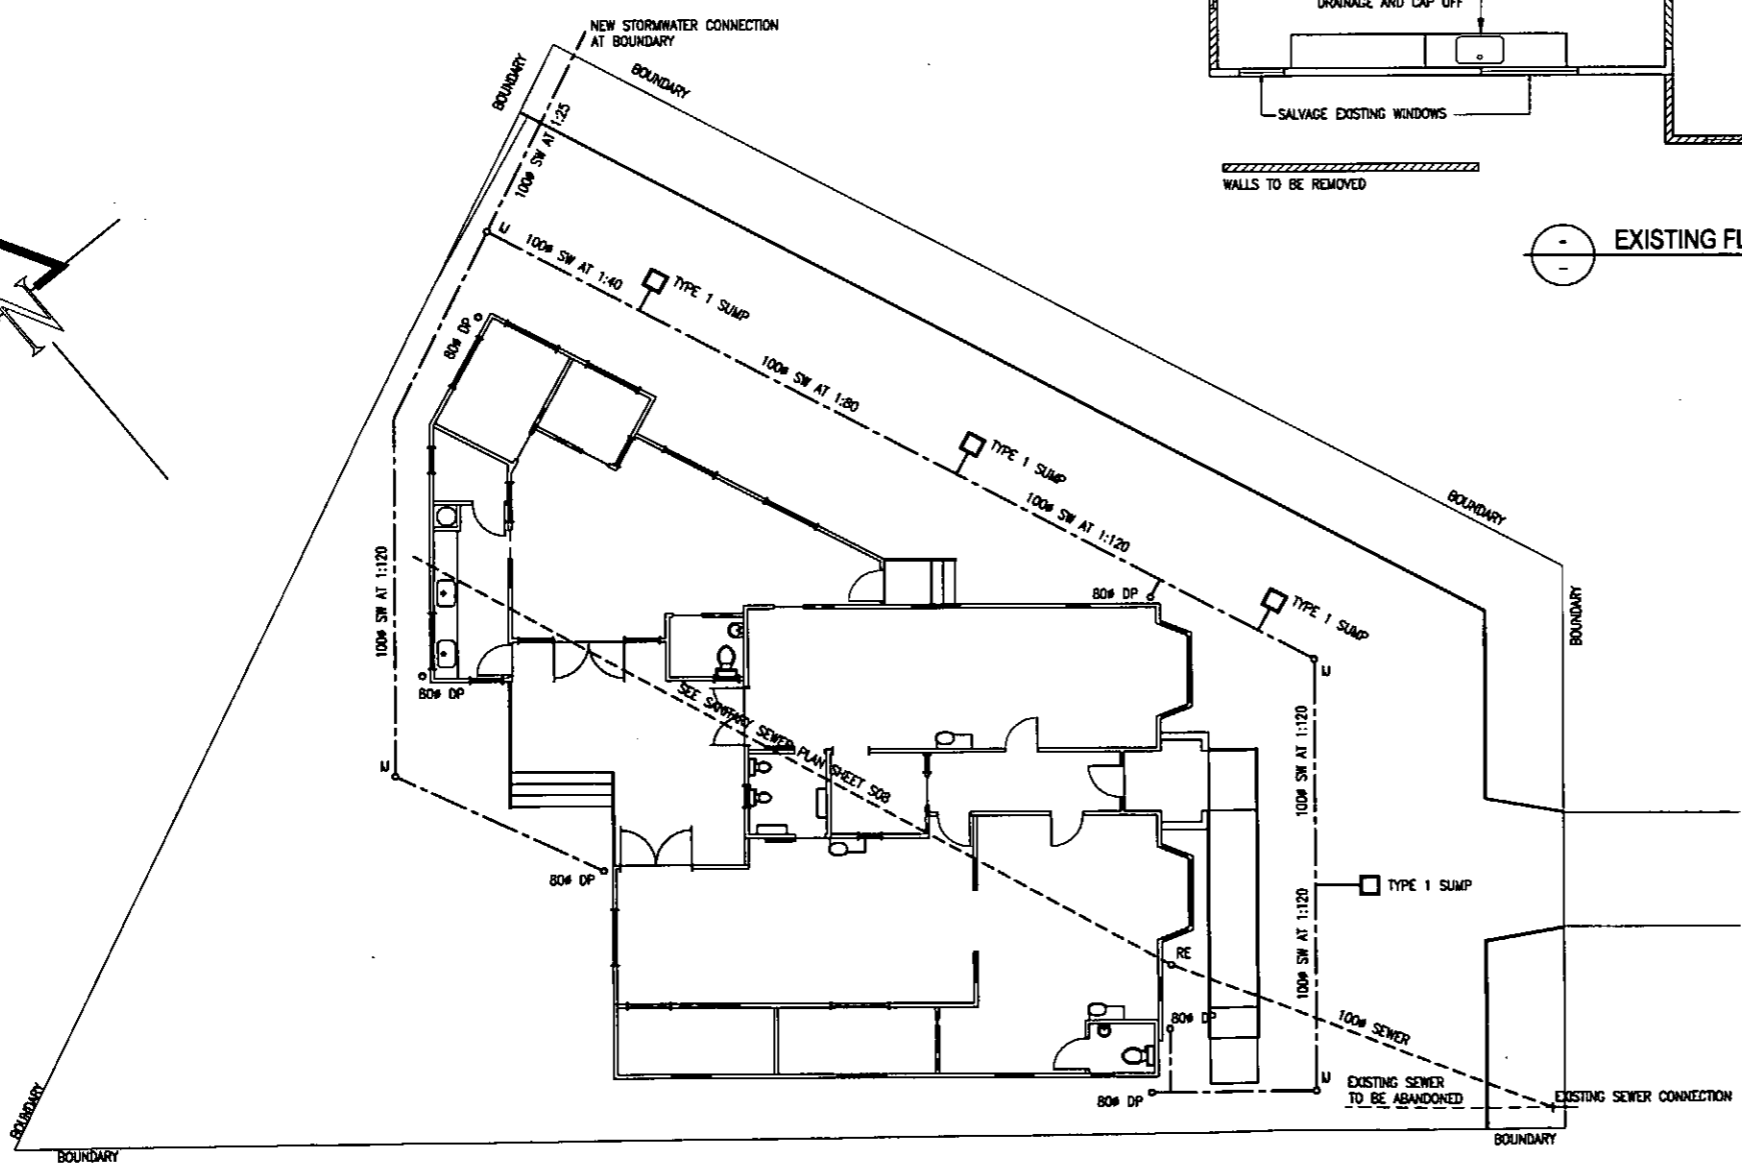 NEW STORMWATER CONNECTION
AT BOUNDARY
DRAINAGE AND CAP OFF
SALVAGE EXISTING WINDOWS
WALLS TO BE REMOVED
-
-
EXISTING
BOUNDARY
BOUNDARY
100ø SW AT 1:25
IJ
100ø SW AT 1:40
TYPE 1 SUMP
80ø DP
100ø SW AT 1:80
TYPE 1 SUMP
100ø SW AT 1:120
BOUNDARY
100ø SW AT 1:120
80ø DP
TYPE 1 SUMP
BOUNDARY
IJ
80ø DP
SEE SANITARY SEWER PLAN SHEET S08
100ø SW AT 1:120
IJ
80ø DP
TYPE 1 SUMP
100ø SW AT 1:120
RE
80ø DP
100ø SEWER
IJ
80ø DP
EXISTING SEWER
TO BE ABANDONED
EXISTING SEWER CONNECTION
BOUNDARY
BOUNDARY
BOUNDARY
N